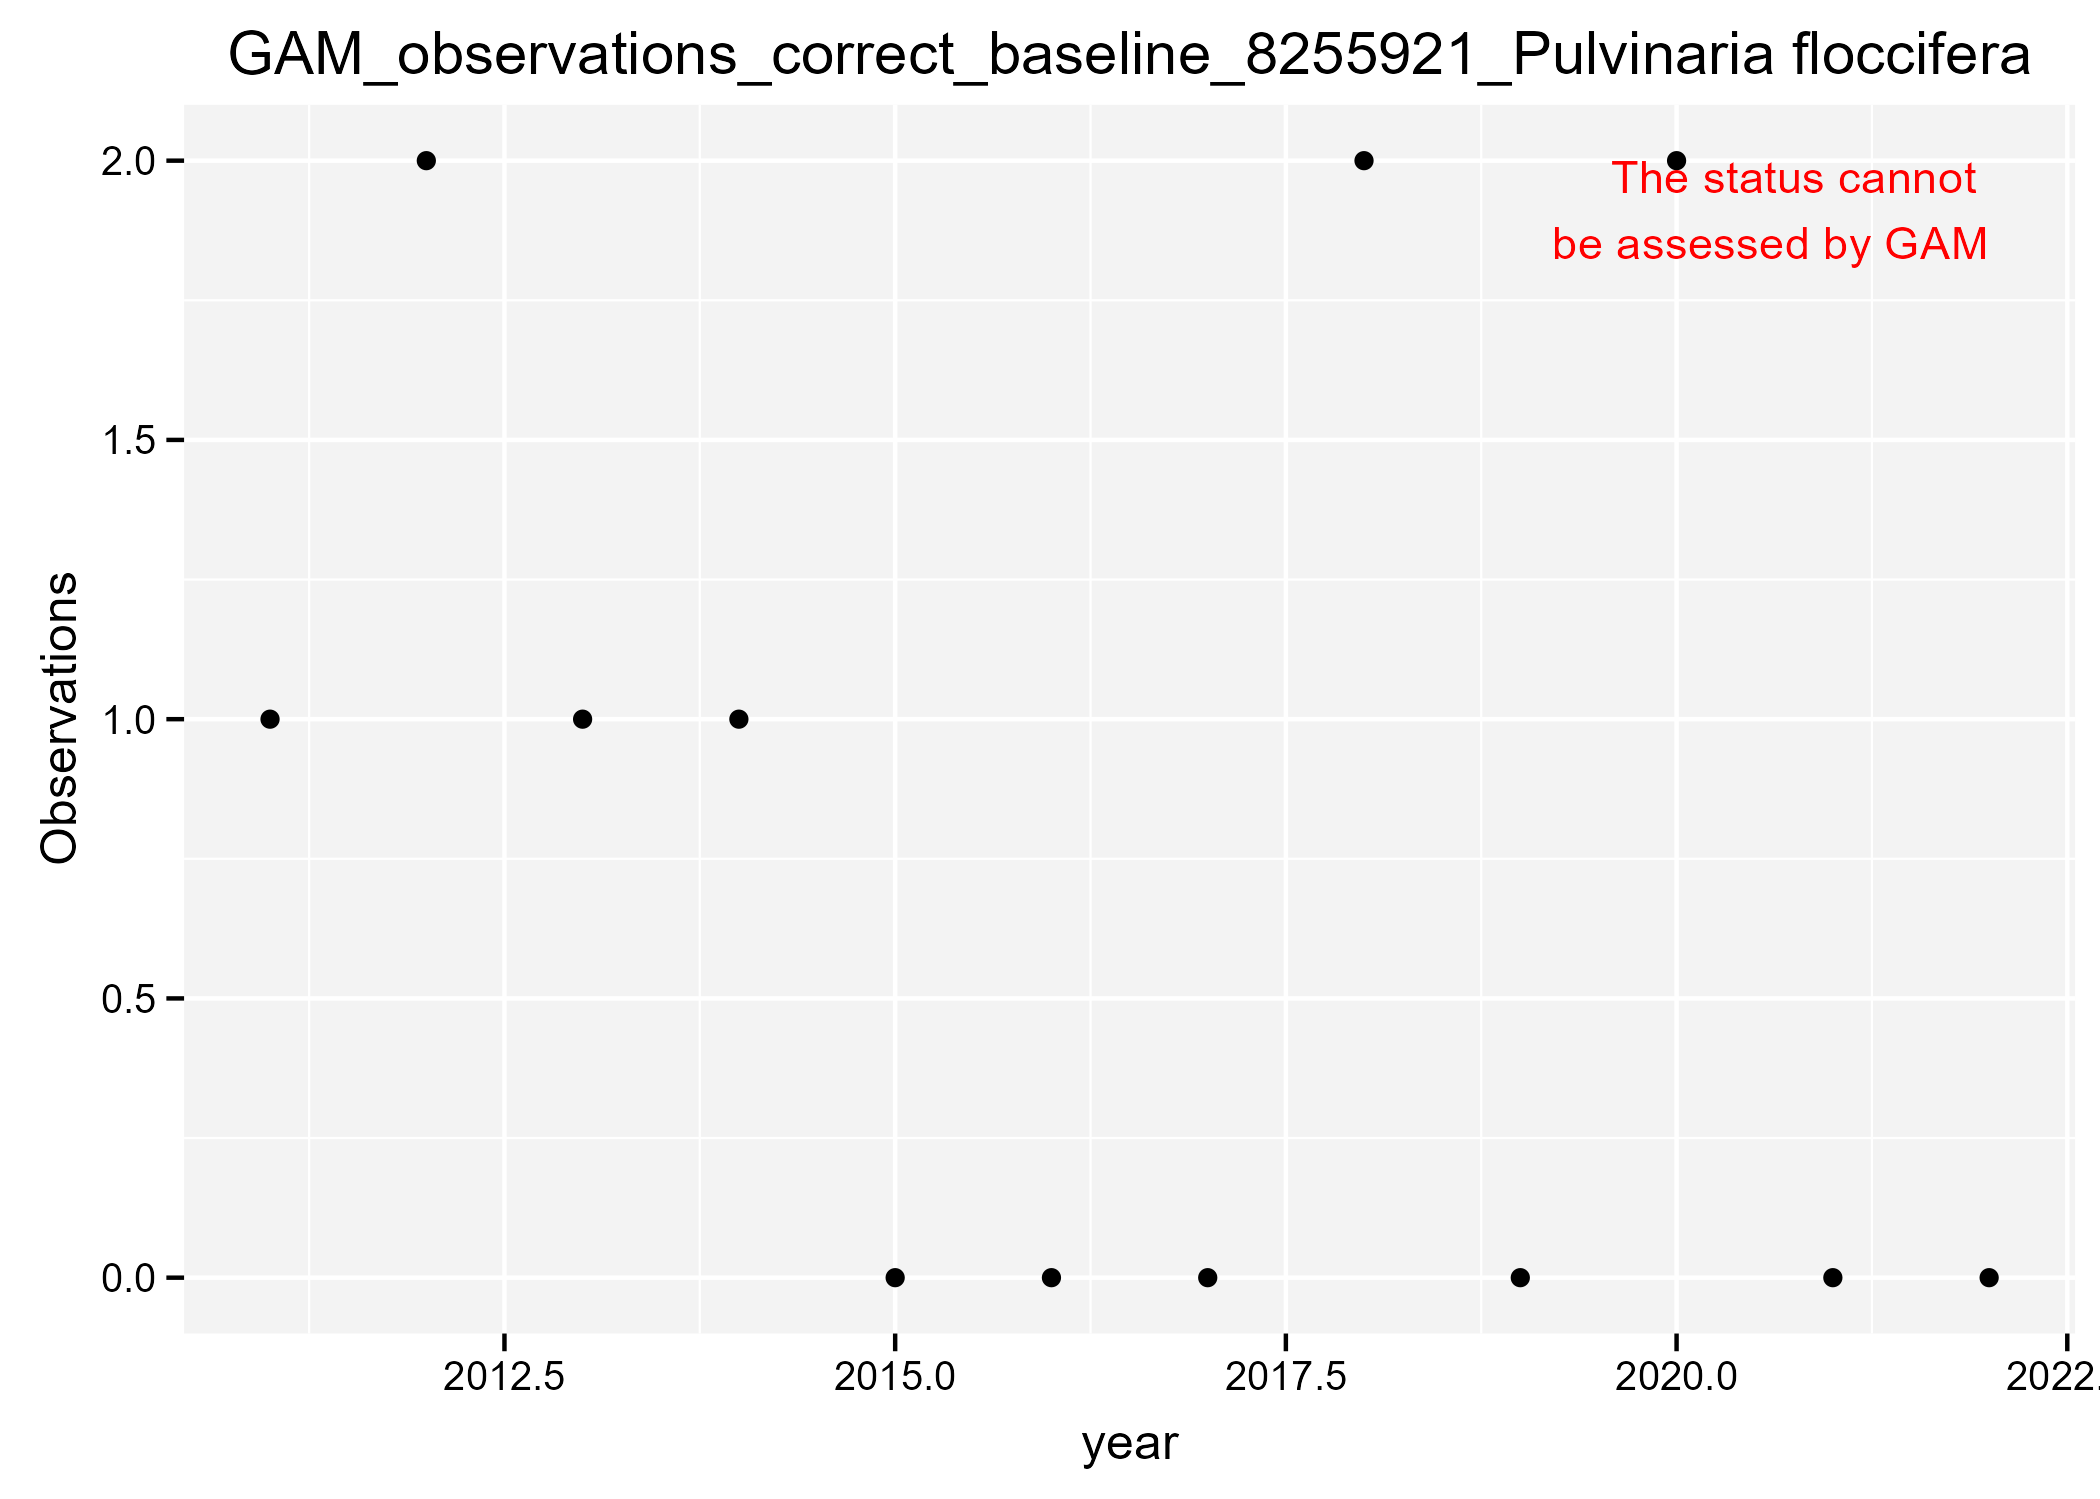 GAM_observations_correct_baseline_8255921_Pulvinaria floccifera
2.0
The status cannot
be assessed by GAM
1.5
Observations
1.0
0.5
0.0
2012.5 2015.0 2017.5 2020.0 2022.
year